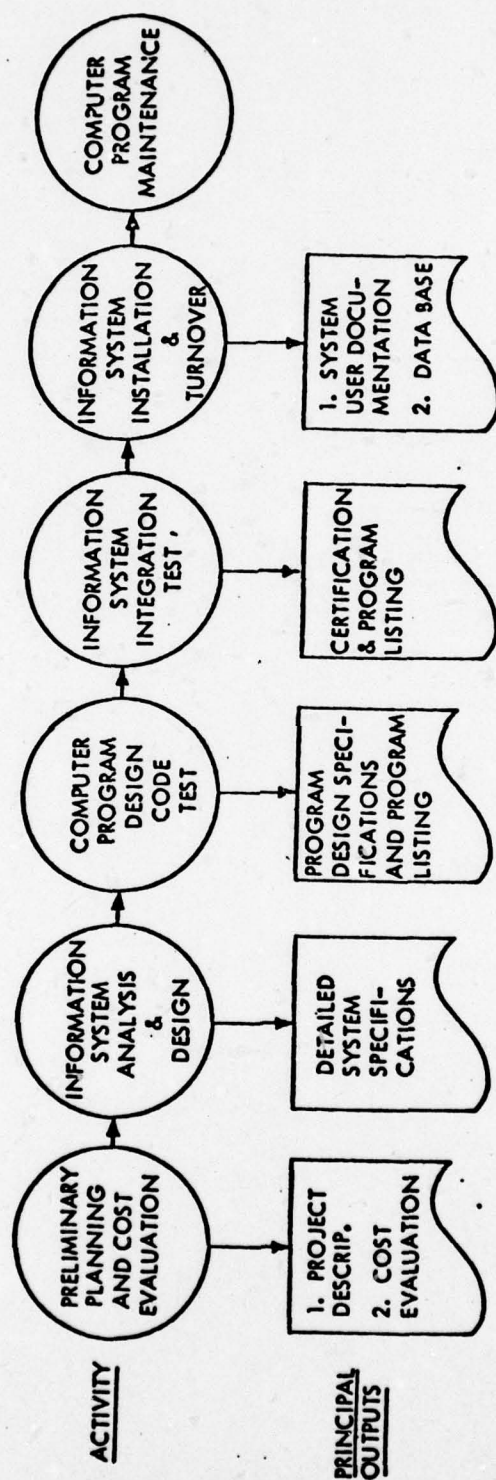 ACTIVITY
PRELIMINARY
PLANNING
AND COST
EVALUATION
INFORMATION
SYSTEM
ANALYSIS
&
DESIGN
COMPUTER
PROGRAM
DESIGN
CODE
TEST
INFORMATION
SYSTEM
INTEGRATION
TEST,
INFORMATION
SYSTEM
INSTALLATION
&
TURNOVER
COMPUTER
PROGRAM
MAINTENANCE
PRINCIPAL
OUTPUTS
1. PROJECT
DESCRIP.
2. COST
EVALUATION
DETAILED
SYSTEM
SPECIFI-
CATIONS
PROGRAM
DESIGN SPECI-
FICATIONS
AND PROGRAM
LISTING
CERTIFICATION
& PROGRAM
LISTING
1. SYSTEM
USER DOCU-
MENTATION
2. DATA BASE